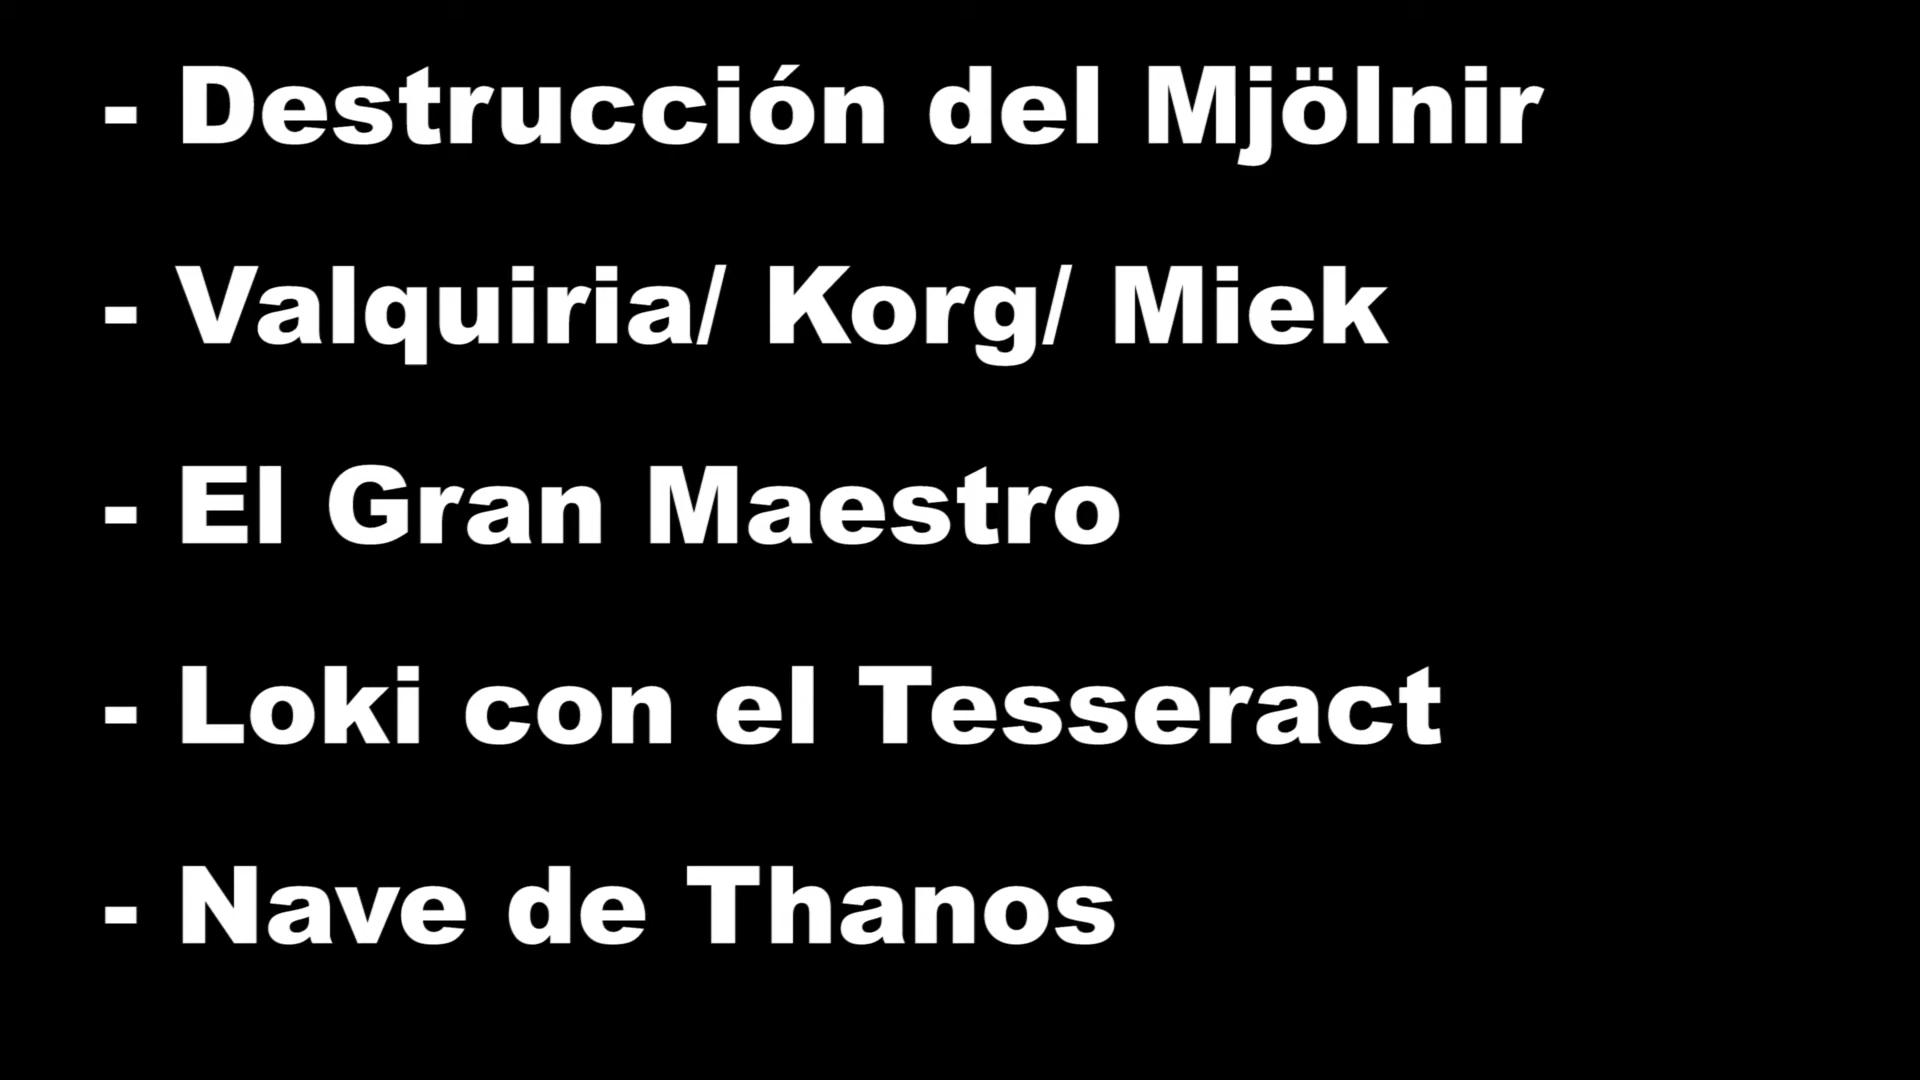 - Destrucción del Mjölnir
- Valquiria/ Korg/ Miek
- El Gran Maestro
- Loki con el Tesseract
- Nave de Thanos